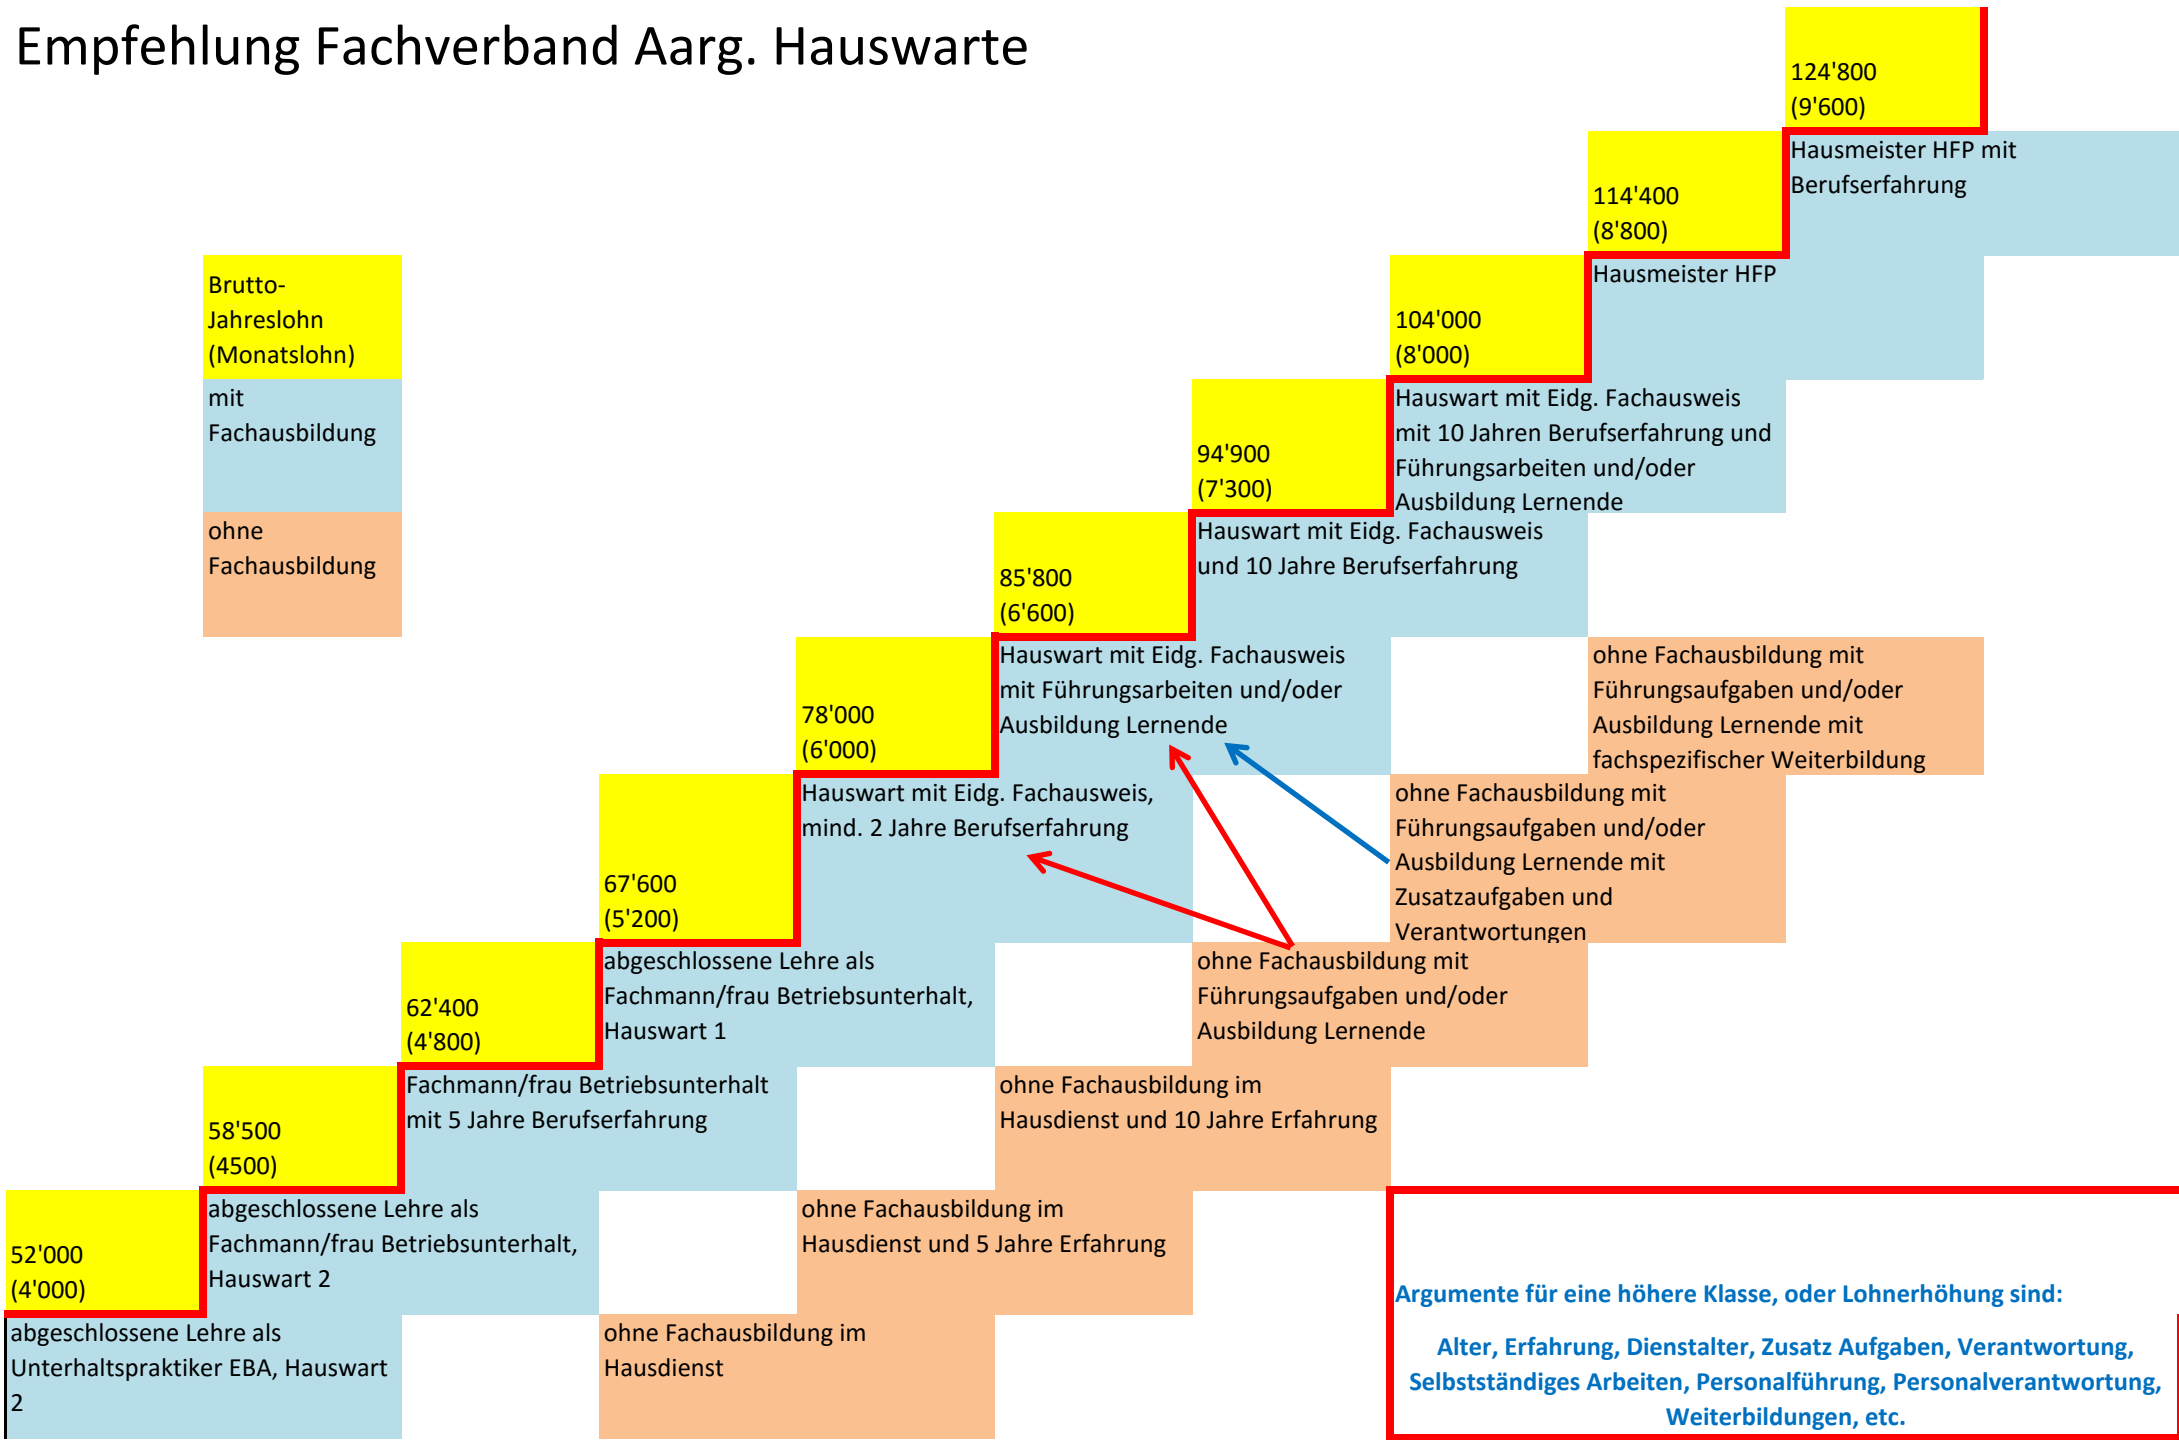 Empfehlung Fachverband Aarg. Hauswarte
124'800
(9'600)
Hausmeister HFP mit
Berufserfahrung
114'400
(8'800)
Hausmeister HFP
Brutto-
Jahreslohn
(Monatslohn)
104'000
(8'000)
mit
Fachausbildung
Hauswart mit Eidg. Fachausweis
mit 10 Jahren Berufserfahrung und
Führungsarbeiten und/oder
Ausbildung Lernende
94'900
(7'300)
ohne
Fachausbildung
Hauswart mit Eidg. Fachausweis
und 10 Jahre Berufserfahrung
85'800
(6'600)
Hauswart mit Eidg. Fachausweis
mit Führungsarbeiten und/oder
Ausbildung Lernende
ohne Fachausbildung mit
Führungsaufgaben und/oder
Ausbildung Lernende mit
fachspezifischer Weiterbildung
78'000
(6'000)
Hauswart mit Eidg. Fachausweis,
mind. 2 Jahre Berufserfahrung
ohne Fachausbildung mit
Führungsaufgaben und/oder
Ausbildung Lernende mit
Zusatzaufgaben und
Verantwortungen
67'600
(5'200)
abgeschlossene Lehre als
Fachmann/frau Betriebsunterhalt,
Hauswart 1
ohne Fachausbildung mit
Führungsaufgaben und/oder
Ausbildung Lernende
62'400
(4'800)
Fachmann/frau Betriebsunterhalt
mit 5 Jahre Berufserfahrung
ohne Fachausbildung im
Hausdienst und 10 Jahre Erfahrung
58'500
(4500)
abgeschlossene Lehre als
Fachmann/frau Betriebsunterhalt,
Hauswart 2
ohne Fachausbildung im
Hausdienst und 5 Jahre Erfahrung
52'000
(4'000)
abgeschlossene Lehre als
Unterhaltspraktiker EBA, Hauswart
2
ohne Fachausbildung im
Hausdienst
Argumente für eine höhere Klasse, oder Lohnerhöhung sind:
Alter, Erfahrung, Dienstalter, Zusatz Aufgaben, Verantwortung,
Selbstständiges Arbeiten, Personalführung, Personalverantwortung,
Weiterbildungen, etc.